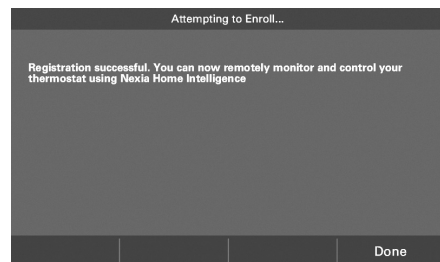 Attempting to Enroll...
Registration successful. You can now remotely monitor and control your
thermostat using Nexia Home Intelligence
Done